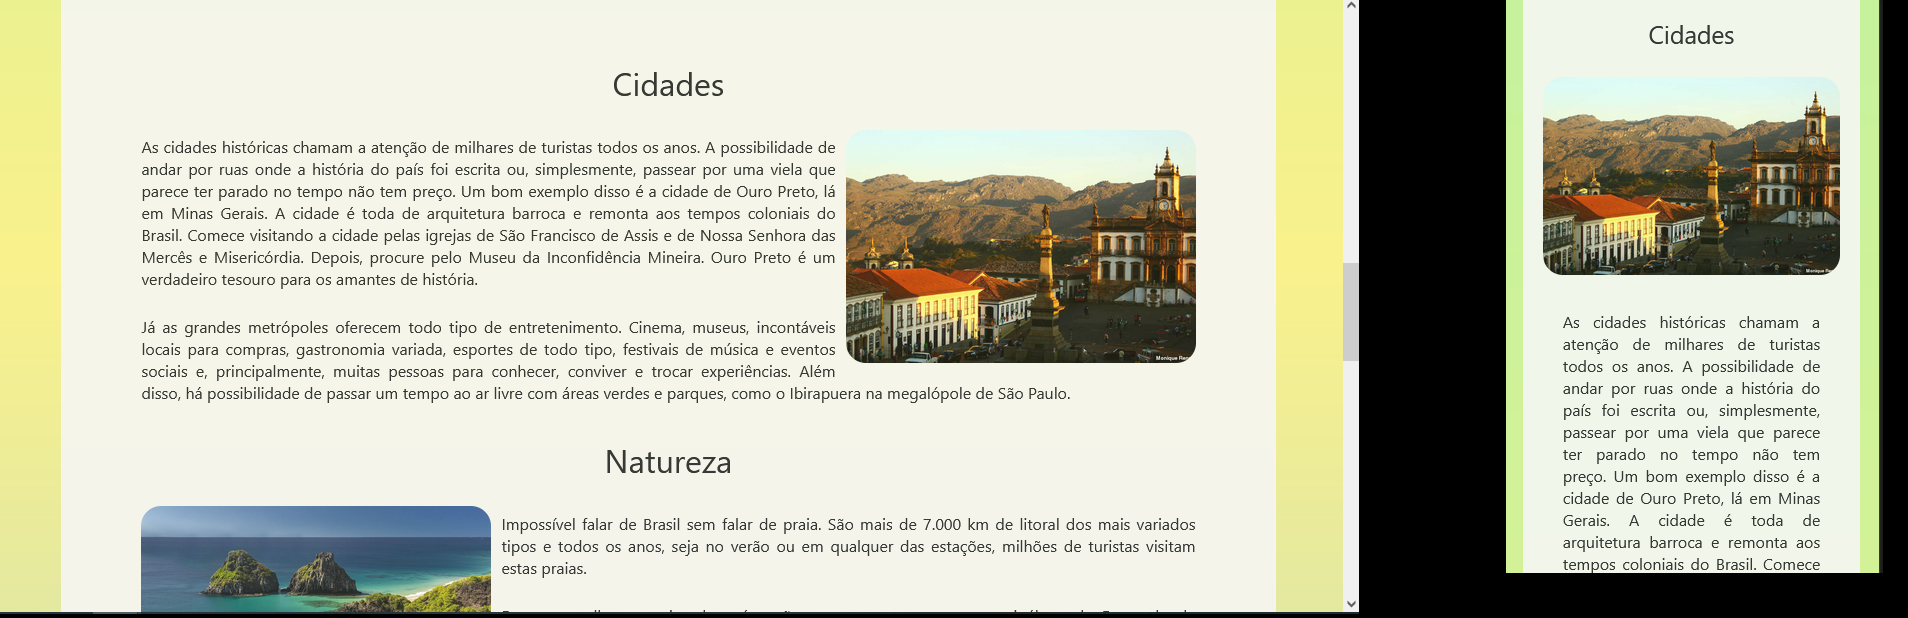 Cidades
As cidades históricas chamam a atenção de milhares de turistas todos os anos. A possibilidade de
andar por ruas onde a história do país foi escrita ou, simplesmente, passear por uma viela que
parece ter parado no tempo não tem preço. Um bom exemplo disso é a cidade de Ouro Preto, lá
em Minas Gerais. A cidade é toda de arquitetura barroca e remonta aos tempos coloniais do
Brasil. Comece visitando a cidade pelas igrejas de São Francisco de Assis e de Nossa Senhora das
Mercês e Misericórdia. Depois, procure pelo Museu da Inconfidência Mineira. Ouro Preto é um
verdadeiro tesouro para os amantes de história.
Já as grandes metrópoles oferecem todo tipo de entretenimento. Cinema, museus, incontáveis
locais para compras, gastronomia variada, esportes de todo tipo, festivais de música e eventos
sociais e, principalmente, muitas pessoas para conhecer, conviver e trocar experiências. Além
disso, há possibilidade de passar um tempo ao ar livre com áreas verdes e parques, como o Ibirapuera na megalópole de São Paulo.
Monique Ren
Natureza
Impossível falar de Brasil sem falar de praia. São mais de 7.000 km de litoral dos mais variados
tipos e todos os anos, seja no verão ou em qualquer das estações, milhões de turistas visitam
estas praias.
Cidades
Monique Ren
As cidades históricas chamam a
atenção de milhares de turistas
todos os anos. A possibilidade de
andar por ruas onde a história do
país foi escrita ou, simplesmente,
passear por uma viela que parece
ter parado no tempo não tem
preço. Um bom exemplo disso é a
cidade de Ouro Preto, lá em Minas
Gerais. A cidade é toda de
arquitetura barroca e remonta aos
tempos coloniais do Brasil. Comece